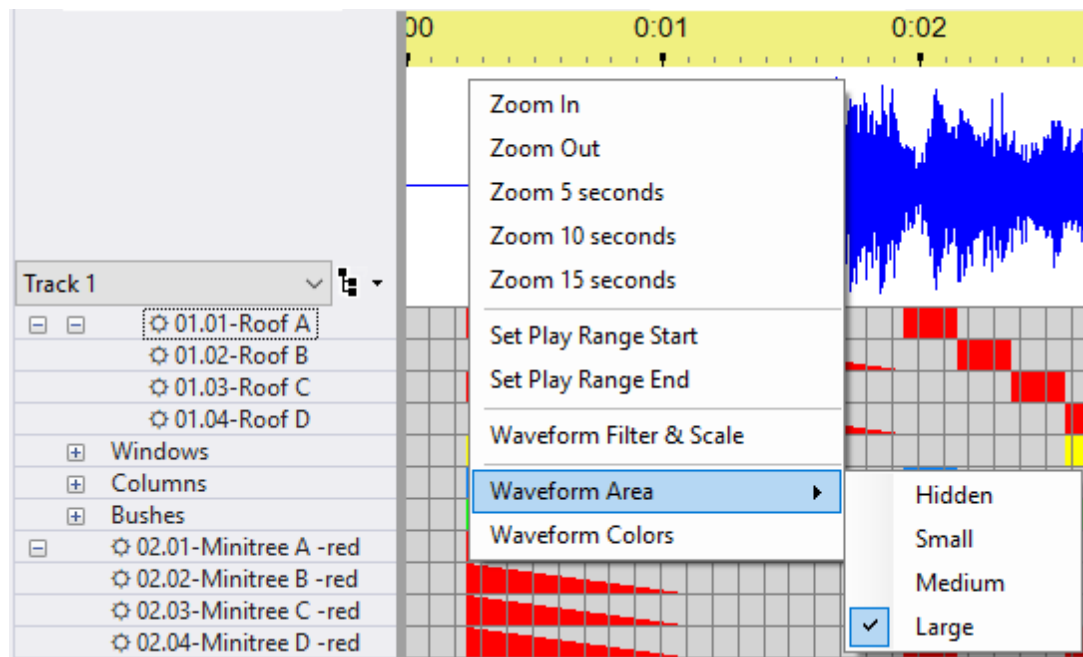 00 0:01 0:02
Zoom In
Zoom Out
Zoom 5 seconds
Zoom 10 seconds
Zoom 15 seconds
Set Play Range Start
Set Play Range End
Waveform Filter & Scale
Waveform Area
Waveform Colors
Hidden
Small
Medium
Large
Track 1
01.01-Roof A
01.02-Roof B
01.03-Roof C
01.04-Roof D
Windows
Columns
Bushes
02.01-Minitree A -red
02.02-Minitree B -red
02.03-Minitree C -red
02.04-Minitree D -red